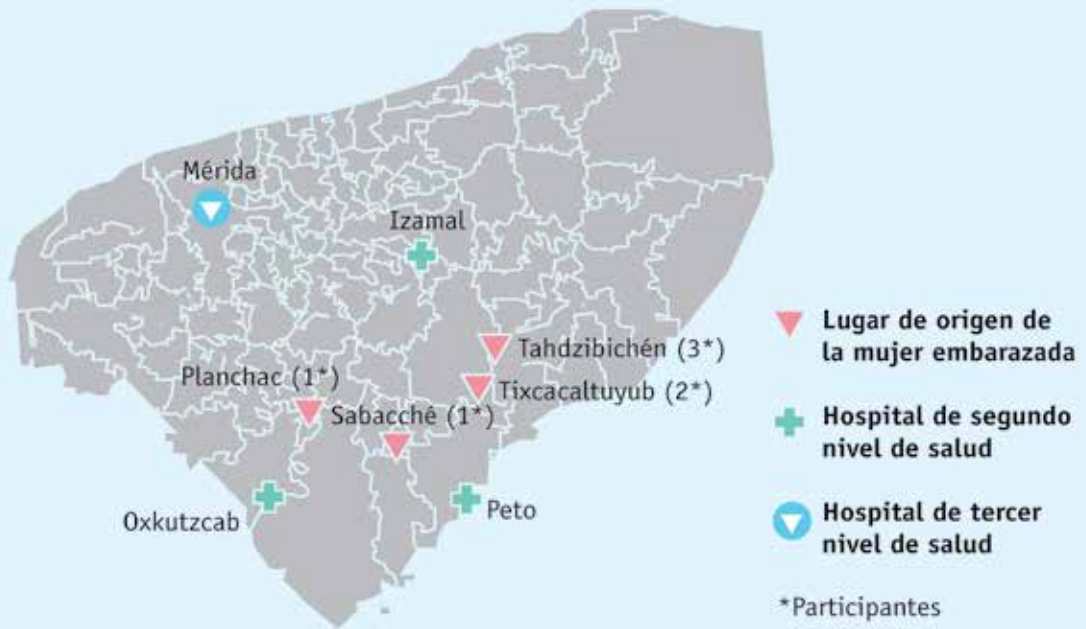 Mérida
Izamal
Tahdzibichén (3*)
Planchac (1*)
Tixcacaltuyub (2*)
Sabacché (1*)
Oxkutzcab
Peto
Lugar de origen de
la mujer embarazada
Hospital de segundo
nivel de salud
Hospital de tercer
nivel de salud
*Participantes